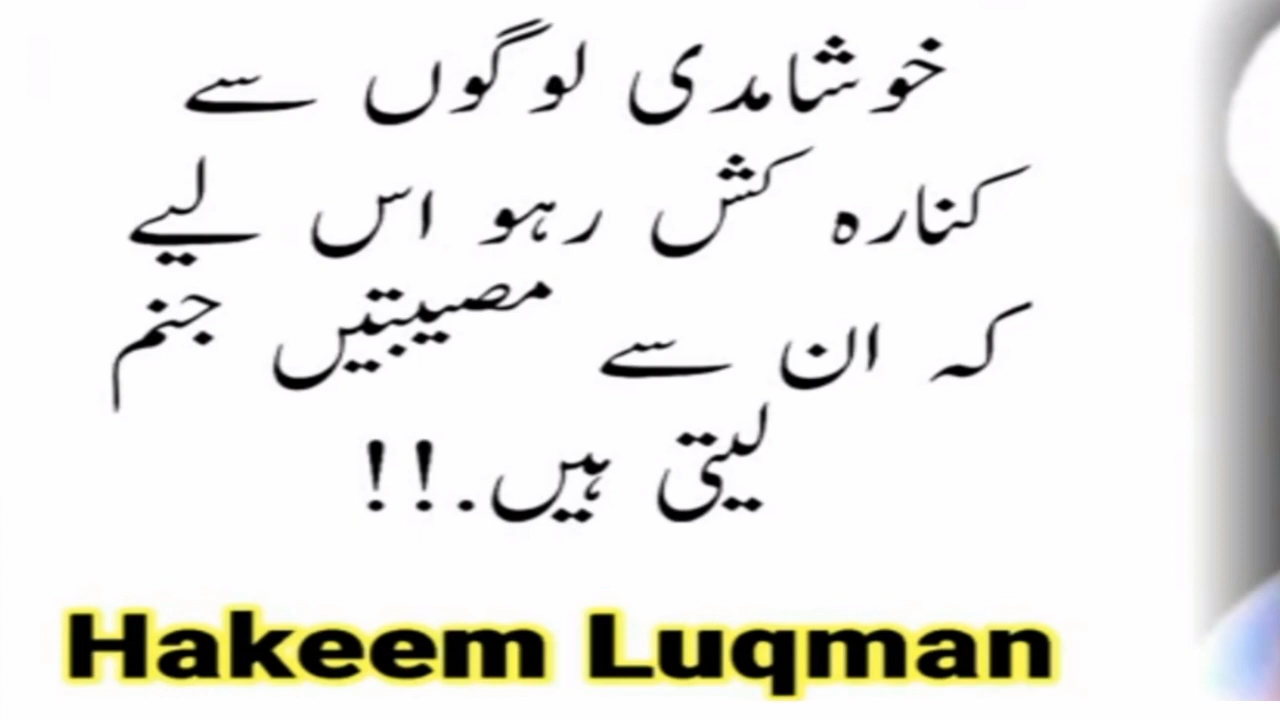 خوشامدی لوگوں سے
کنارہ کش رہو اس لیے
کہ ان سے مصیبتیں جنم
لیتی ہیں.!!
Hakeem Luqman